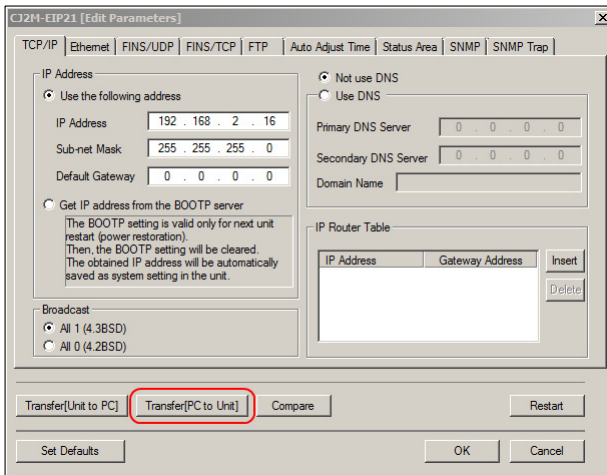 CJ2M-EIP21 [Edit Parameters]
TCP/IP Ethernet FINS/UDP FINS/TCP FTP Auto Adjust Time Status Area SNMP SNMP Trap
IP Address
Use the following address
IP Address 192 . 168 . 2 . 16
Sub-net Mask 255 . 255 . 255 . 0
Default Gateway 0 . 0 . 0 . 0
Get IP address from the BOOTP server
The BOOTP setting is valid only for next unit
restart (power restoration).
Then, the BOOTP setting will be cleared.
The obtained IP address will be automatically
saved as system setting in the unit.
Broadcast
All 1 (4.3BSD)
All 0 (4.2BSD)
Not use DNS
Use DNS
Primary DNS Server 0 . 0 . 0 . 0
Secondary DNS Server 0 . 0 . 0 . 0
Domain Name
IP Router Table
IP Address Gateway Address Insert
Delete
Transfer[Unit to PC] Transfer[PC to Unit] Compare Restart
Set Defaults OK Cancel